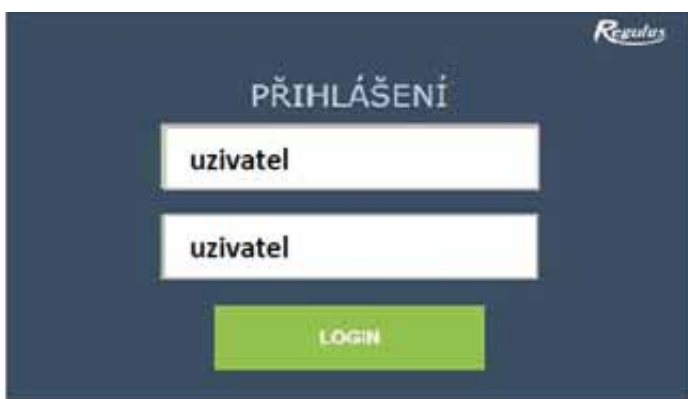 Regulus
PŘIHLÁŠENÍ
uzivatel
uzivatel
LOGIN